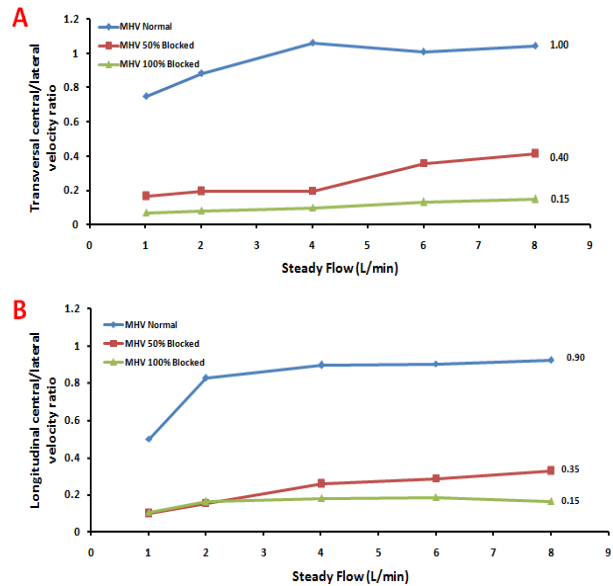 A
Transversal central/lateral
velocity ratio
1.2
1
0.8
0.6
0.4
0.2
0
MHV Normal
MHV 50% Blocked
MHV 100% Blocked
1.00
0.40
0.15
0 1 2 3 4 5 6 7 8 9
Steady Flow (L/min)
B
Longitudinal central/lateral
velocity ratio
1.2
1
0.8
0.6
0.4
0.2
0
MHV Normal
MHV 50% Blocked
MHV 100% Blocked
0.90
0.35
0.15
0 1 2 3 4 5 6 7 8 9
Steady Flow (L/min)